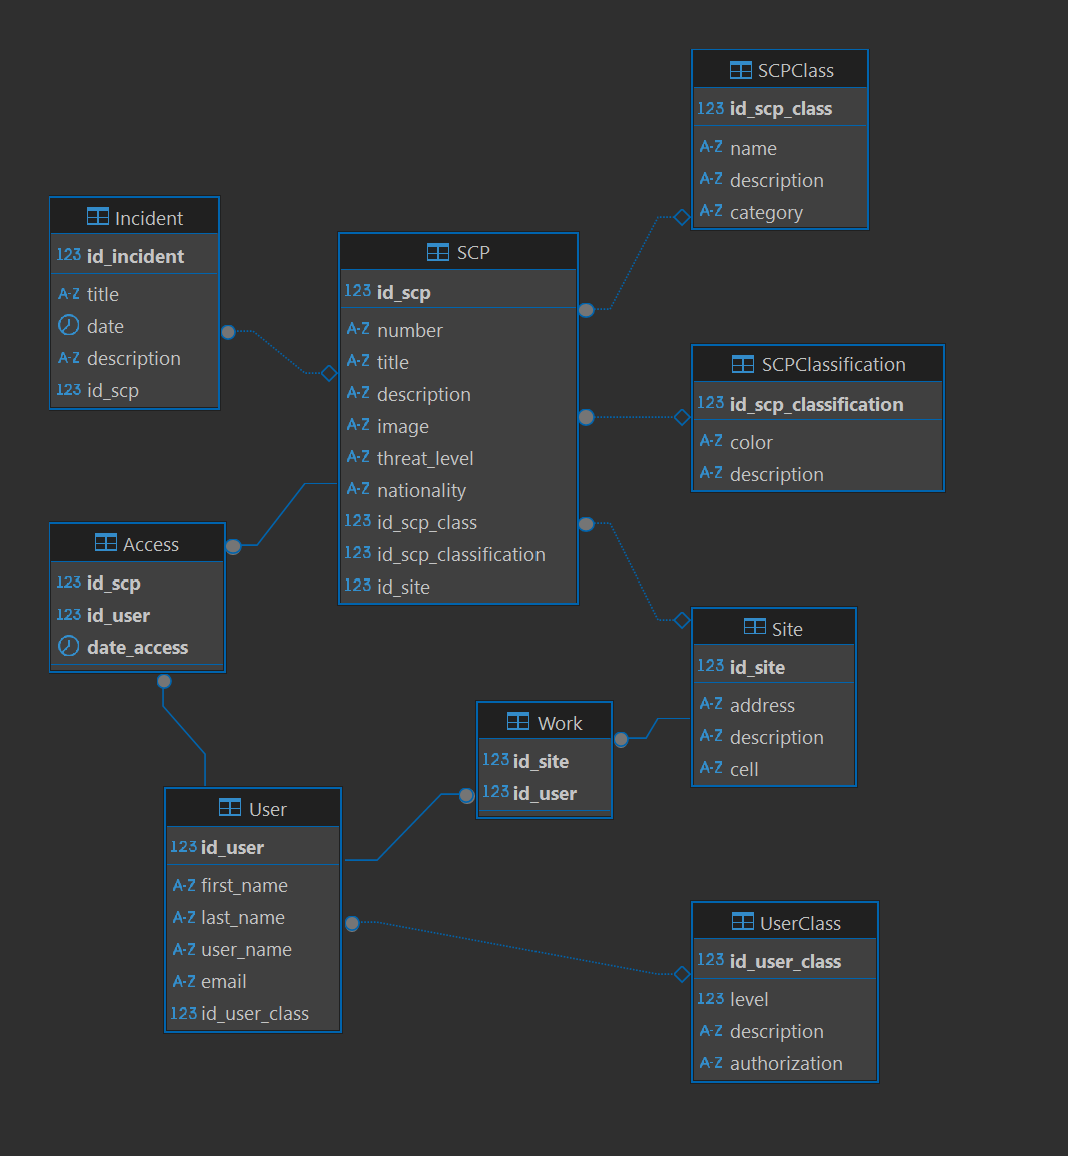 SCPClass
123 id_scp_class
A-Z name
A-Z description
A-Z category
Incident
123 id_incident
A-Z title
date
A-Z description
123 id_scp
SCP
123 id_scp
A-Z number
A-Z title
A-Z description
A-Z image
A-Z threat_level
A-Z nationality
123 id_scp_class
123 id_scp_classification
123 id_site
SCPClassification
123 id_scp_classification
A-Z color
A-Z description
Access
123 id_scp
123 id_user
date_access
Site
123 id_site
A-Z address
A-Z description
A-Z cell
Work
123 id_site
123 id_user
User
123 id_user
A-Z first_name
A-Z last_name
A-Z user_name
A-Z email
123 id_user_class
UserClass
123 id_user_class
123 level
A-Z description
A-Z authorization